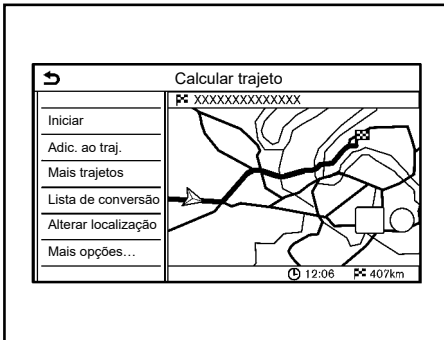 Calcular trajeto
XXXXXXXXXXXXXX
Iniciar
Adic. ao traj.
Mais trajetos
Lista de conversão
Alterar localização
Mais opções…
12:06 407km